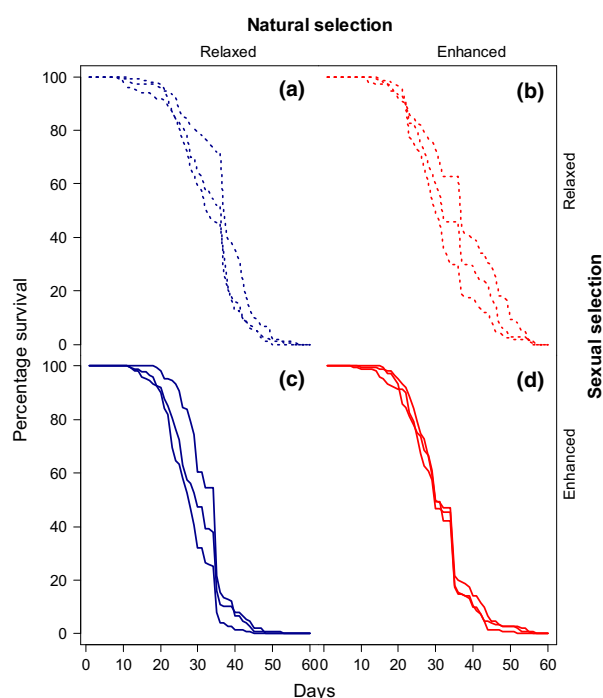 Natural selection
Relaxed Enhanced
(a) (b)
100
80
60
40
20
0
Relaxed
(c) (d)
100
80
60
40
20
0
Enhanced
Percentage survival
Sexual selection
0 10 20 30 40 50 60 0 10 20 30 40 50 60
Days